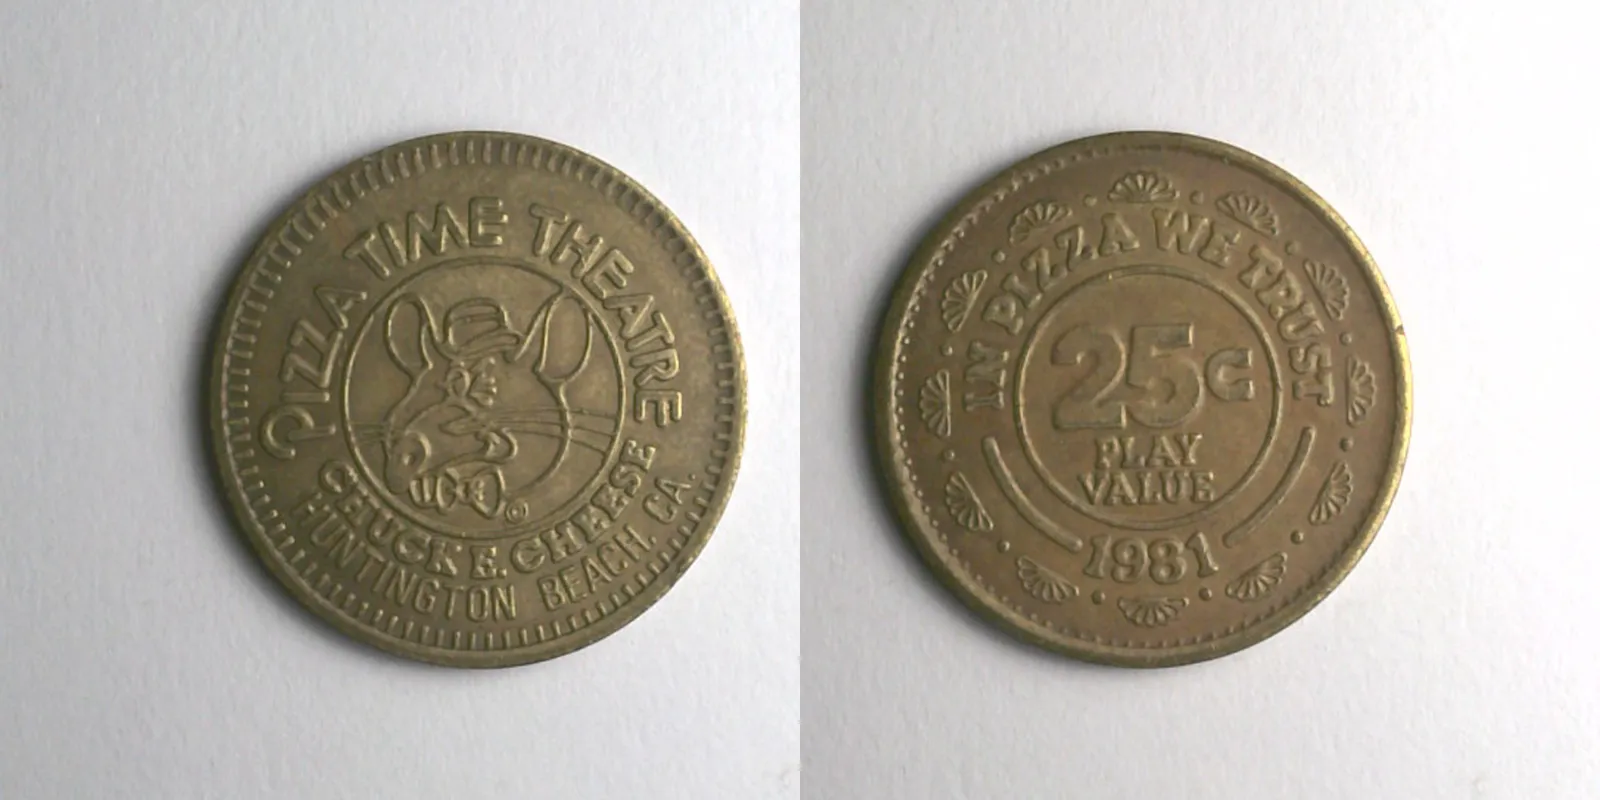 PIZZA TIME THEATRE
CHUCK E. CHEESE
HUNTINGTON BEACH, CA.
©
IN PIZZA WE TRUST
25¢
PLAY
VALUE
1981